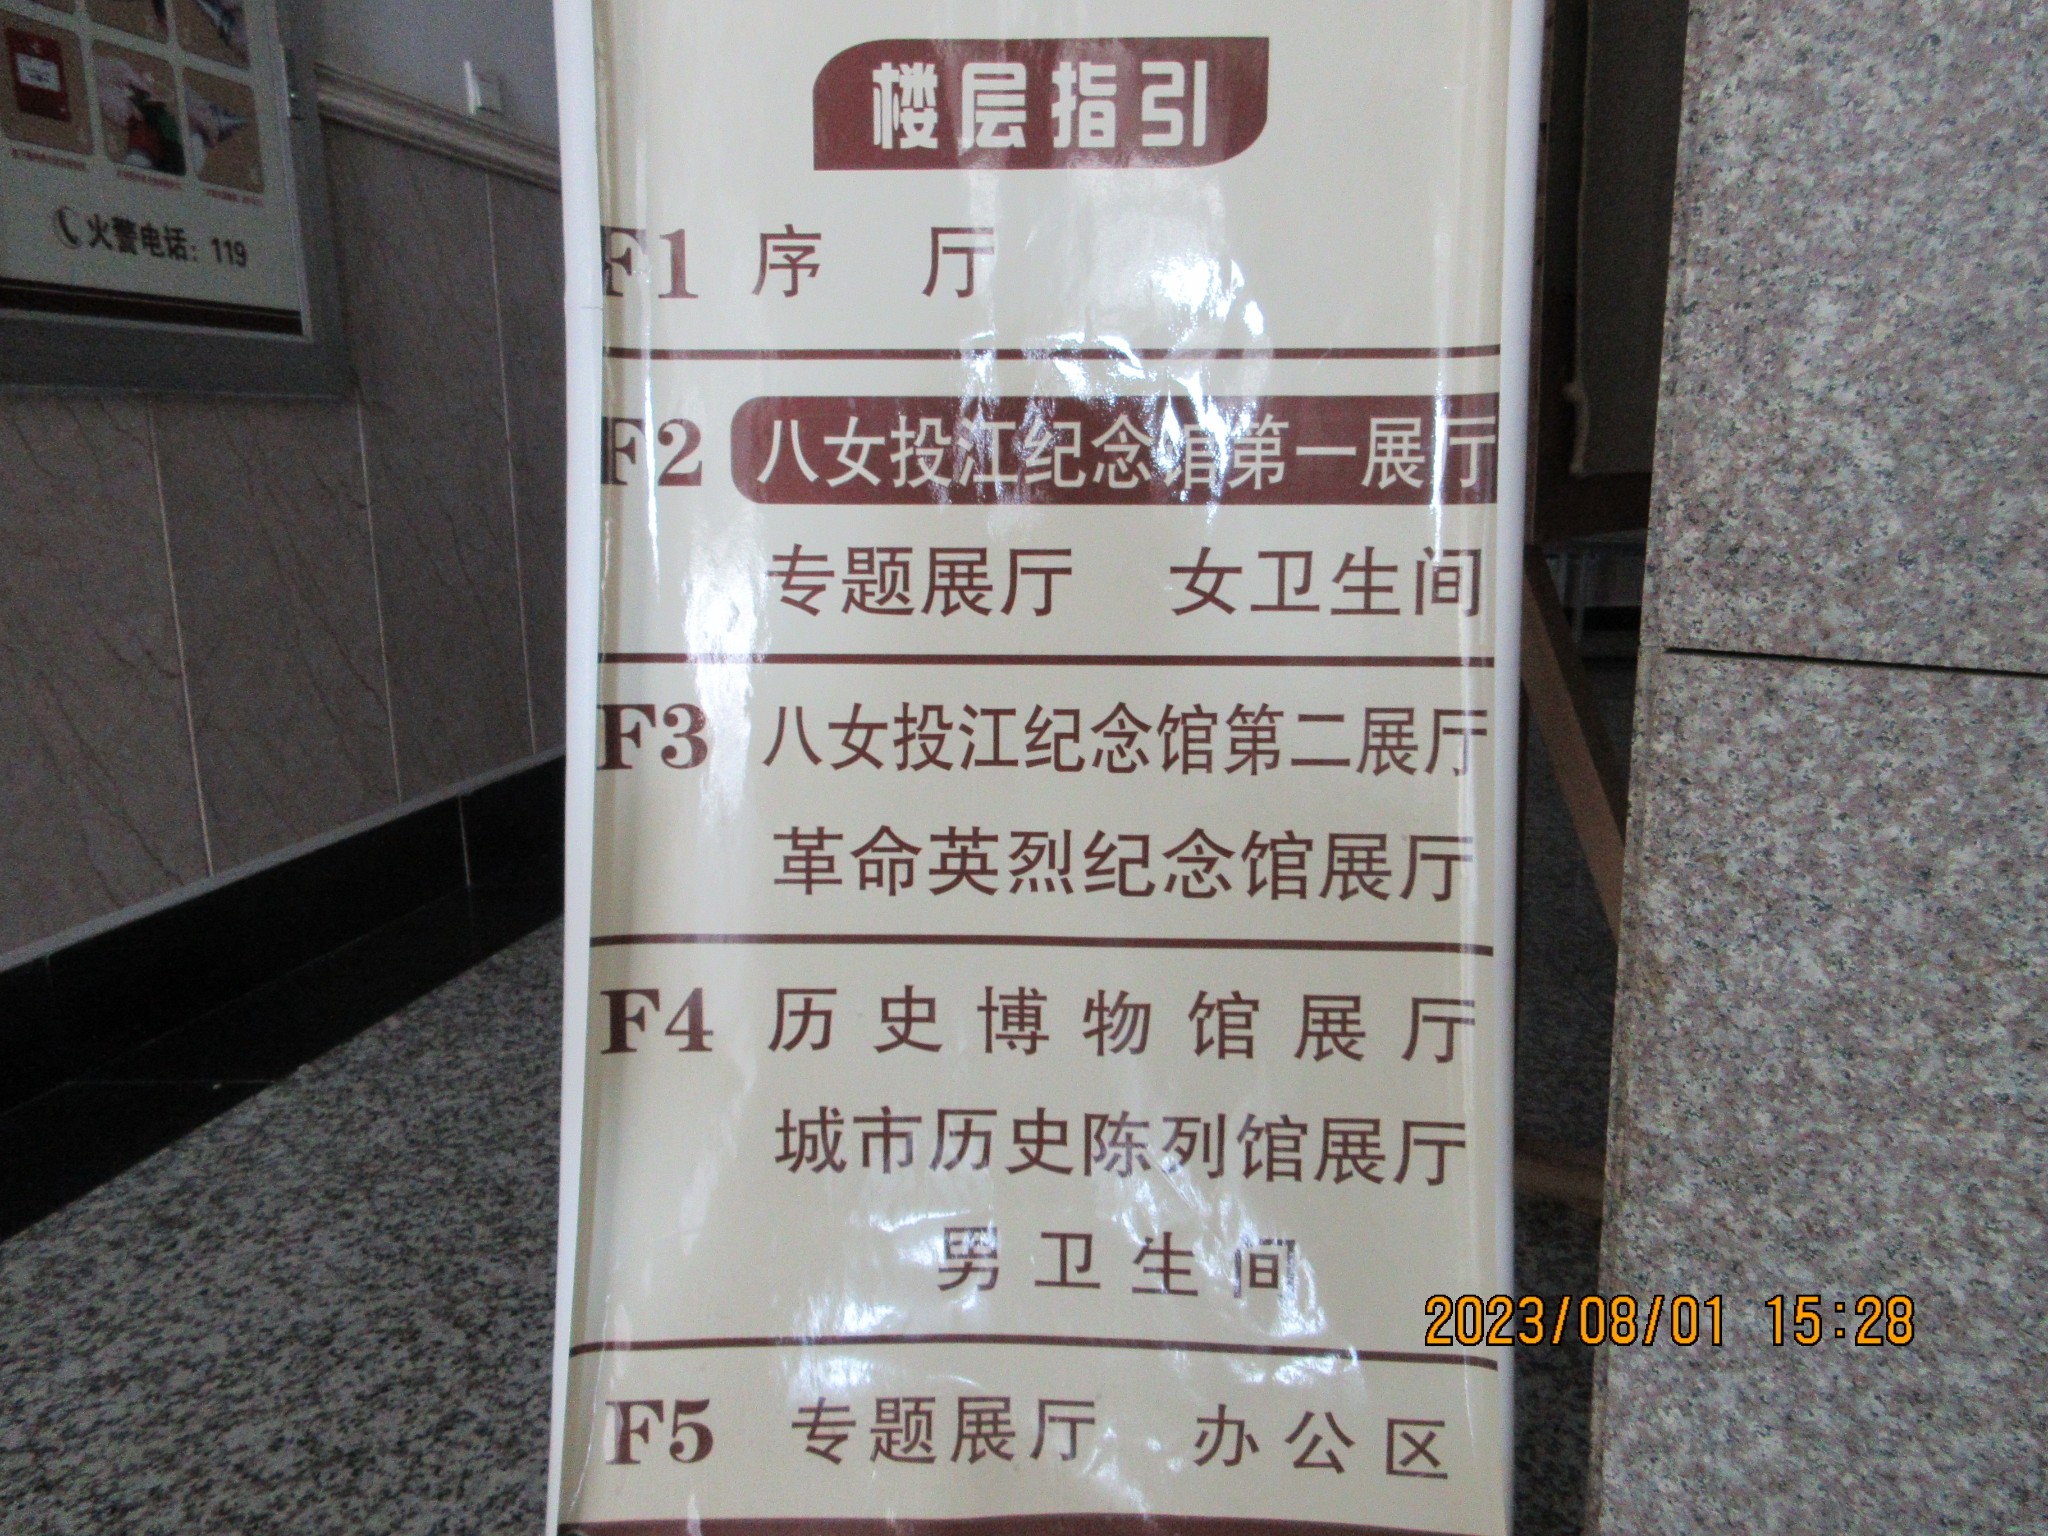 火警电话：119
楼层指引
F1 序 厅
F2 八女投江纪念馆第一展厅
专题展厅 女卫生间
F3 八女投江纪念馆第二展厅
革命英烈纪念馆展厅
F4 历史博物馆展厅
城市历史陈列馆展厅
男卫生间
F5 专题展厅 办公区
2023/08/01 15:28